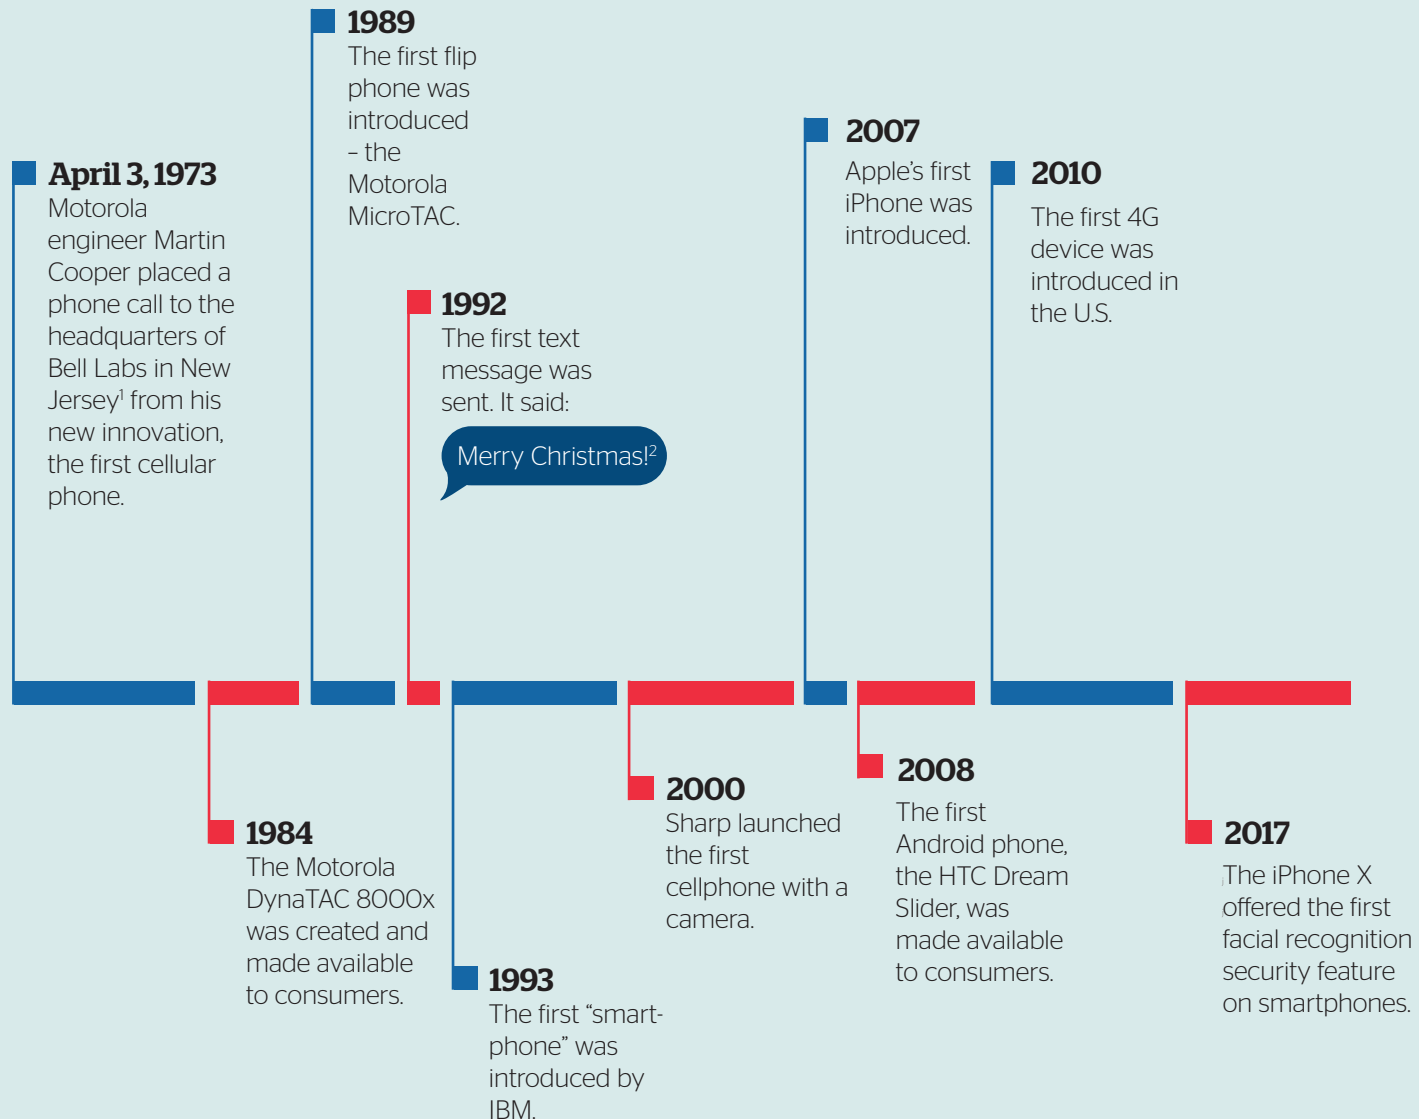 April 3, 1973
Motorola
engineer Martin
Cooper placed a
phone call to the
headquarters of
Bell Labs in New
Jersey¹ from his
new innovation,
the first cellular
phone.
1984
The Motorola
DynaTAC 8000x
was created and
made available
to consumers.
1989
The first flip
phone was
introduced
– the
Motorola
MicroTAC.
1992
The first text
message was
sent. It said:
Merry Christmas!²
1993
The first “smart-
phone” was
introduced by
IBM.
2000
Sharp launched
the first
cellphone with a
camera.
2007
Apple’s first
iPhone was
introduced.
2008
The first
Android phone,
the HTC Dream
Slider, was
made available
to consumers.
2010
The first 4G
device was
introduced in
the U.S.
2017
The iPhone X
offered the first
facial recognition
security feature
on smartphones.